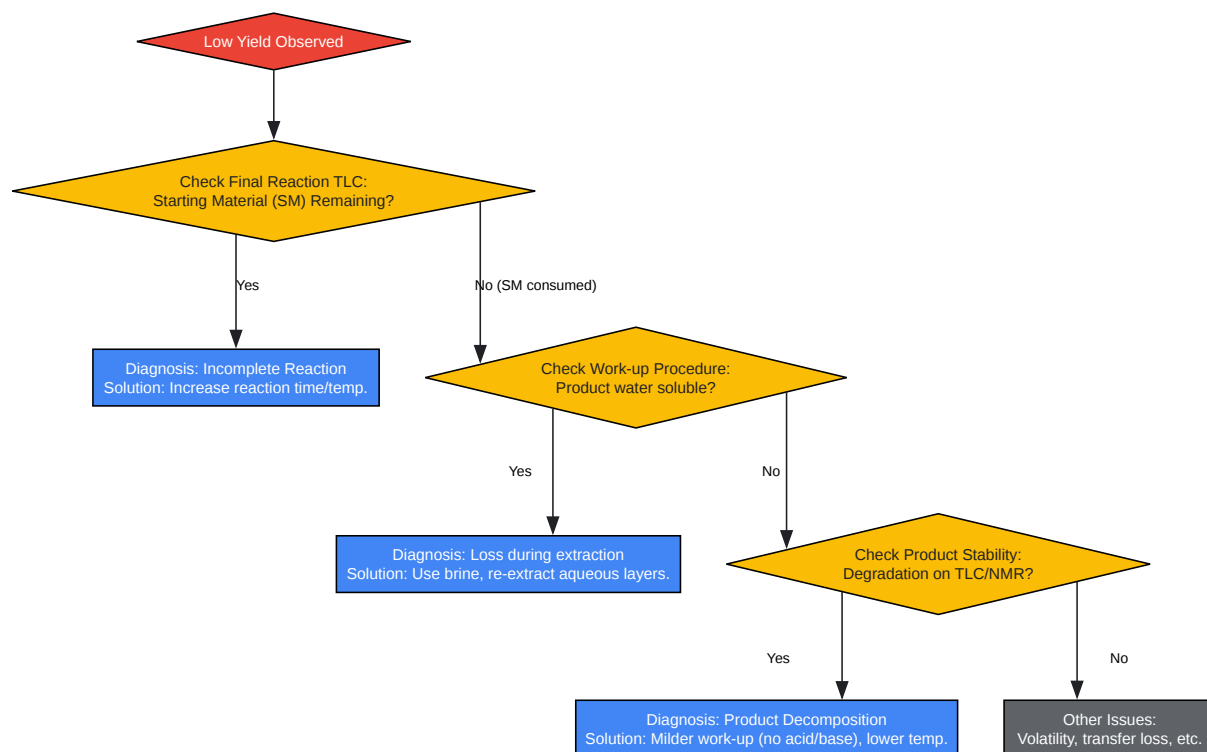 Low Yield Observed
Check Final Reaction TLC:
Starting Material (SM) Remaining?
Yes
No (SM consumed)
Diagnosis: Incomplete Reaction
Solution: Increase reaction time/temp.
Check Work-up Procedure:
Product water soluble?
Yes
No
Diagnosis: Loss during extraction
Solution: Use brine, re-extract aqueous layers.
Check Product Stability:
Degradation on TLC/NMR?
Yes
No
Diagnosis: Product Decomposition
Solution: Milder work-up (no acid/base), lower temp.
Other Issues:
Volatility, transfer loss, etc.